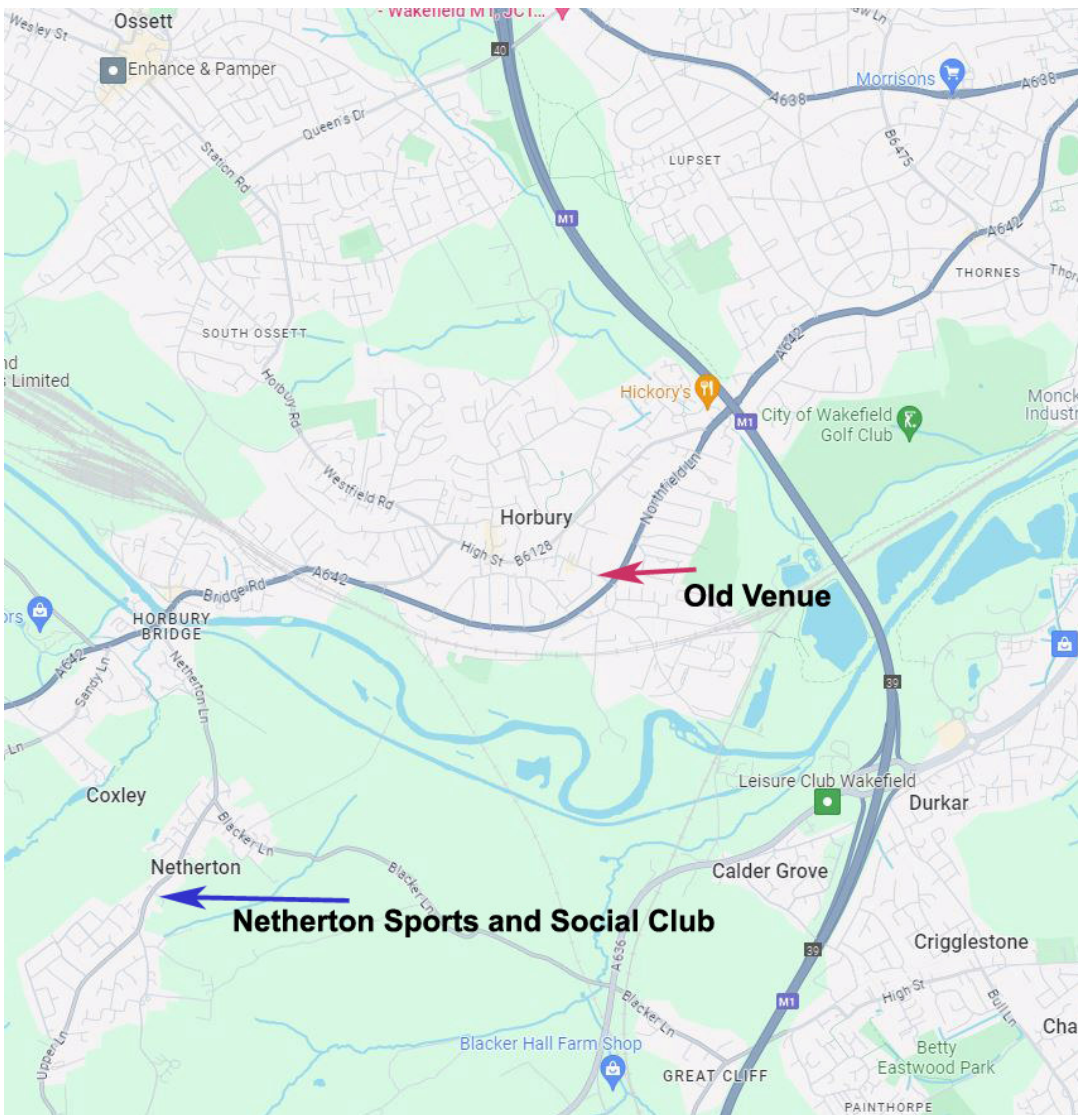 - Wakefield M1, JC1...
Ossett
Wesley St
40
Enhance & Pamper
Morrisons
A638
A638
Queen's Dr
B6475
Station Rd
LUPSET
M1
A642
THORNES
SOUTH OSSETT
A642
s Limited
Horbury Rd
Hickory's
City of Wakefield
Golf Club
M1
Northfield Ln
Westfield Rd
Horbury
High St
B6128
A642
Bridge Rd
Old Venue
HORBURY
BRIDGE
A642
Sandy Ln
Netherton Ln
39
Leisure Club Wakefield
Coxley
Durkar
Blacker Ln
Netherton
Calder Grove
Blacker Ln
Netherton Sports and Social Club
A636
39
Crigglestone
High St
Blacker Ln
M1
Bull Ln
Upper Ln
Blacker Hall Farm Shop
Betty
Eastwood Park
GREAT CLIFF
PAINTHORPE